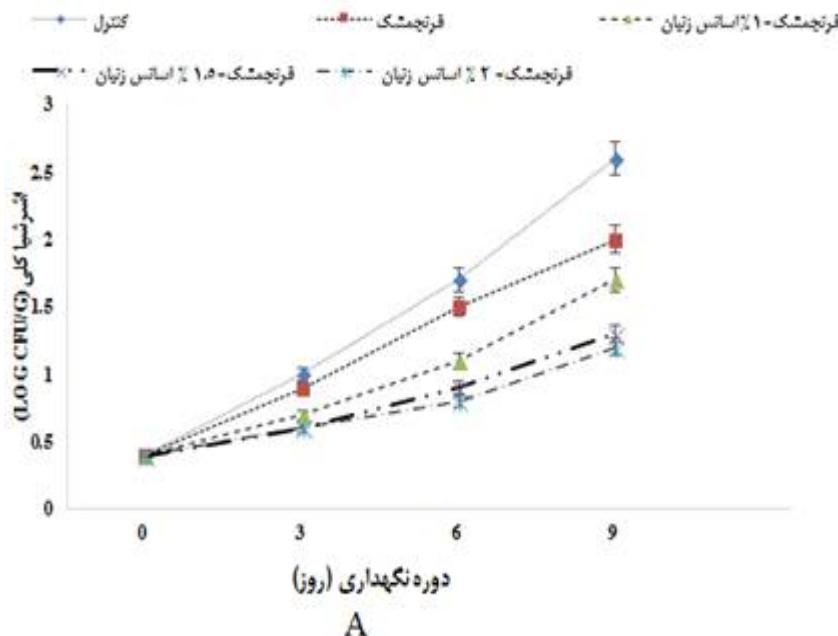 کنترل
قرنجمشک
قرنجمشک+۱٪ اسانس زنیان
قرنجمشک+۱.۵ ٪ اسانس زنیان
قرنجمشک+ ۲ ٪ اسانس زنیان
3
2.5
2
1.5
1
0.5
0
اشرشیا کلی (LOG CFU/G)
0 3 6 9
دوره نگهداری (روز)
A